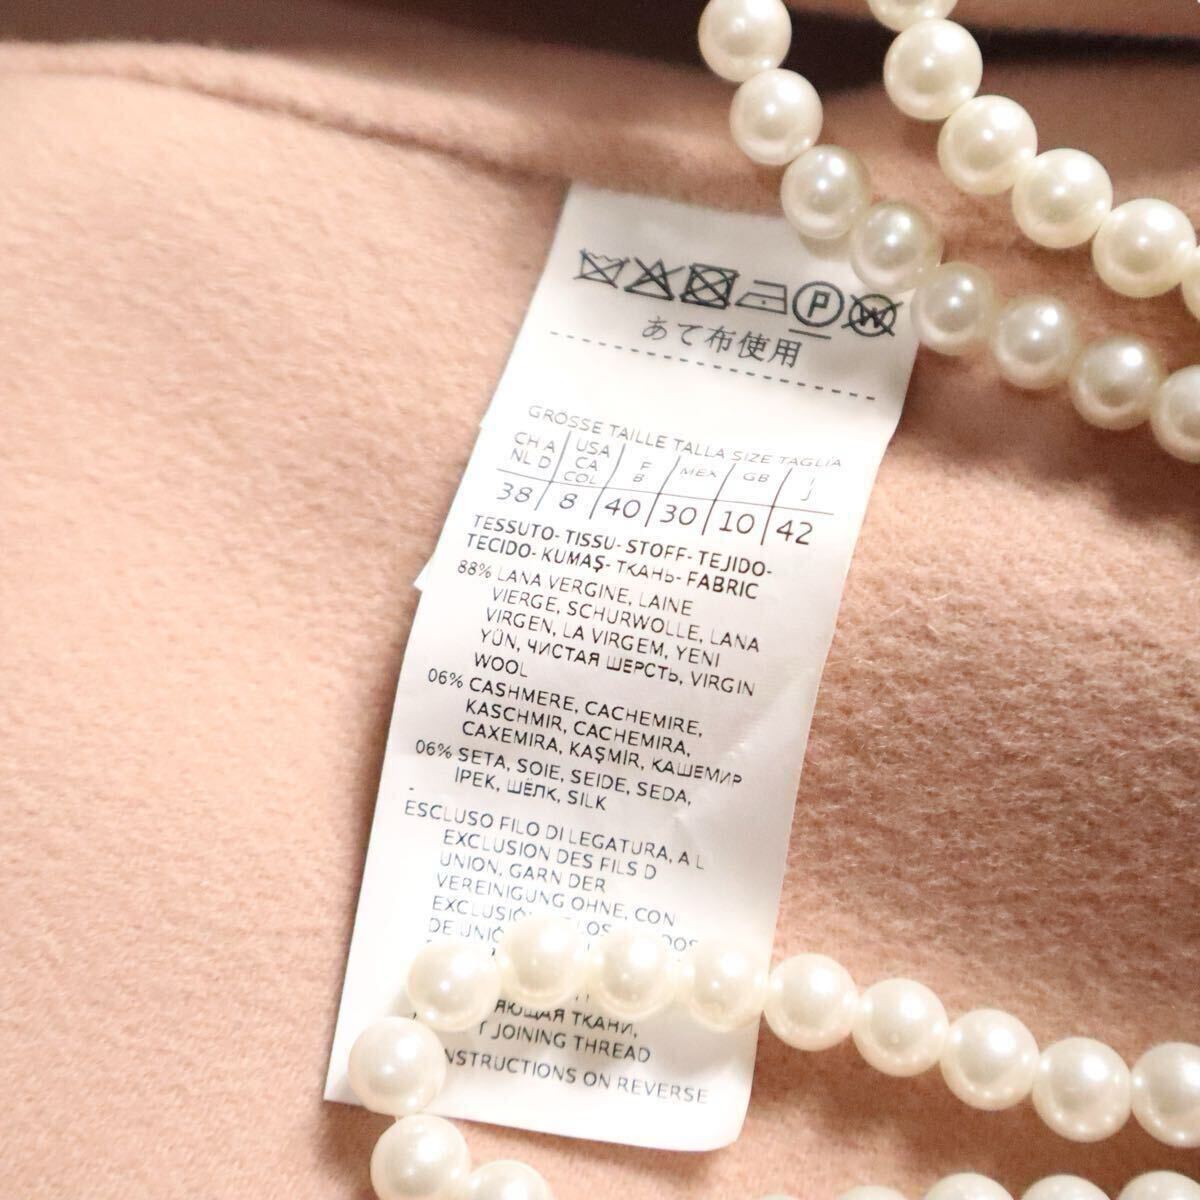 P W
あて布使用
GRÖSSE TAILLE TALLA SIZE TAGLIA
CH A USA F MEX GB I
NL D CA B J
COL
38 8 40 30 10 42
TESSUTO- TISSU- STOFF- TEJIDO-
TECIDO- KUMAŞ- ТКАНЬ- FABRIC
88% LANA VERGINE, LAINE
VIERGE, SCHURWOLLE, LANA
VIRGEN, LA VIRGEM, YENI
YÜN, ЧИСТАЯ ШЕРСТЬ, VIRGIN
WOOL
06% CASHMERE, CACHEMIRE,
KASCHMIR, CACHEMIRA,
CAXEMIRA, KAŞMIR, КАШЕМИР
06% SETA, SOIE, SEIDE, SEDA,
IPEK, ШЁЛК, SILK
ESCLUSO FILO DI LEGATURA, A L
EXCLUSION DES FILS D
UNION, GARN DER
VEREINIGUNG OHNE, CON
DE
ТКАНИ,
JOINING THREAD
NSTRUCTIONS ON REVERSE